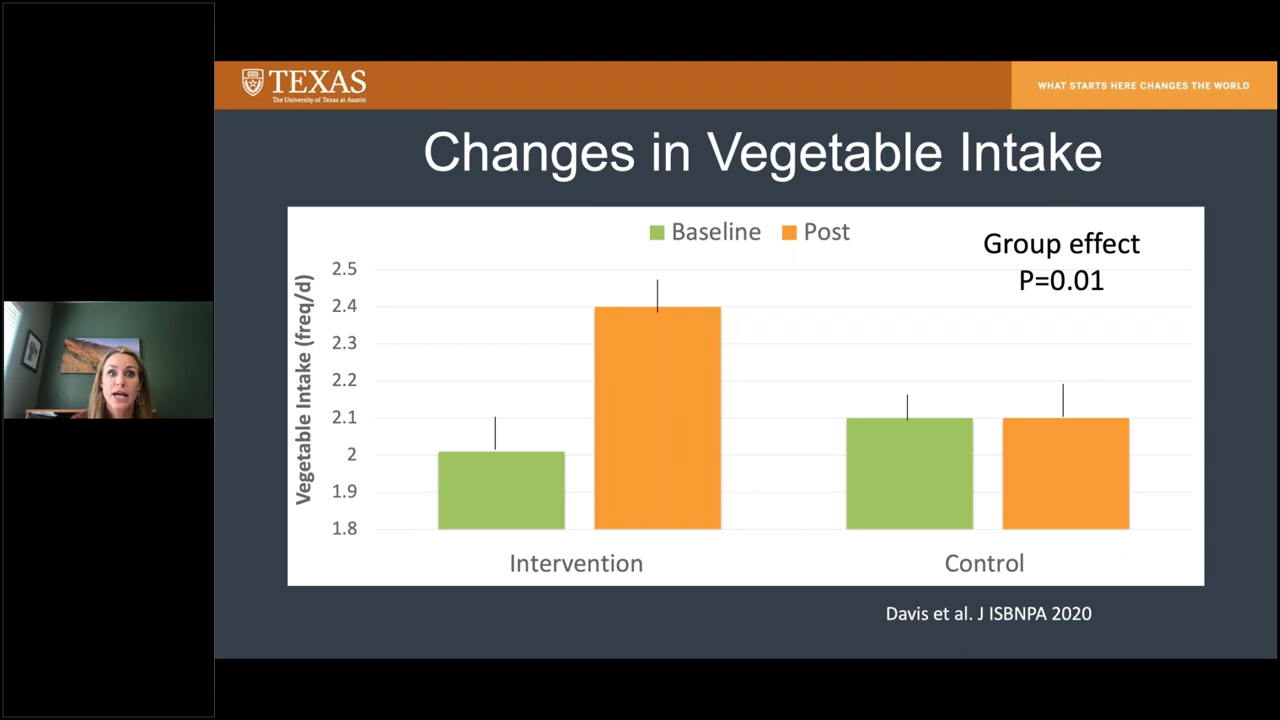 TEXAS
The University of Texas at Austin
WHAT STARTS HERE CHANGES THE WORLD
Changes in Vegetable Intake
Baseline Post
Group effect
P=0.01
Vegetable Intake (freq/d)
2.5
2.4
2.3
2.2
2.1
2
1.9
1.8
Intervention Control
Davis et al. J ISBNPA 2020